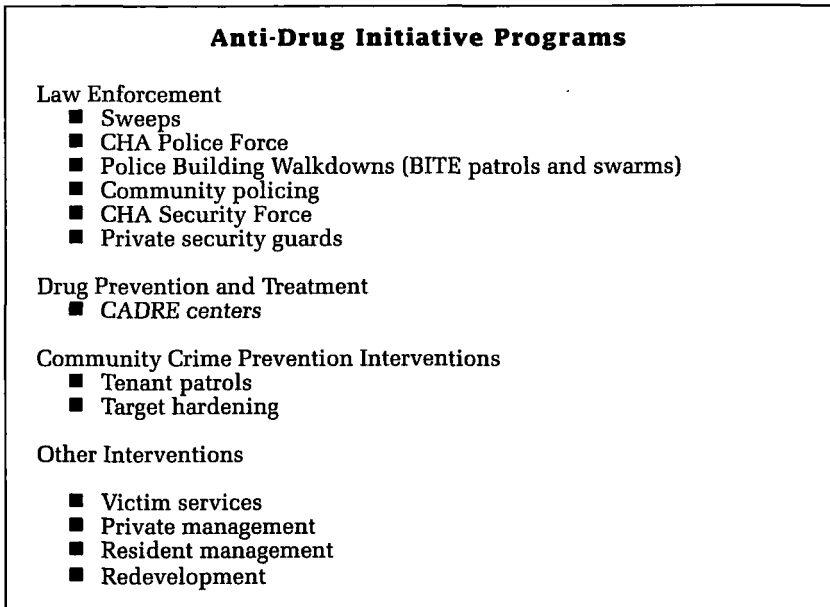 Anti-Drug Initiative Programs
Law Enforcement
■ Sweeps
■ CHA Police Force
■ Police Building Walkdowns (BITE patrols and swarms)
■ Community policing
■ CHA Security Force
■ Private security guards
Drug Prevention and Treatment
■ CADRE centers
Community Crime Prevention Interventions
■ Tenant patrols
■ Target hardening
Other Interventions
■ Victim services
■ Private management
■ Resident management
■ Redevelopment